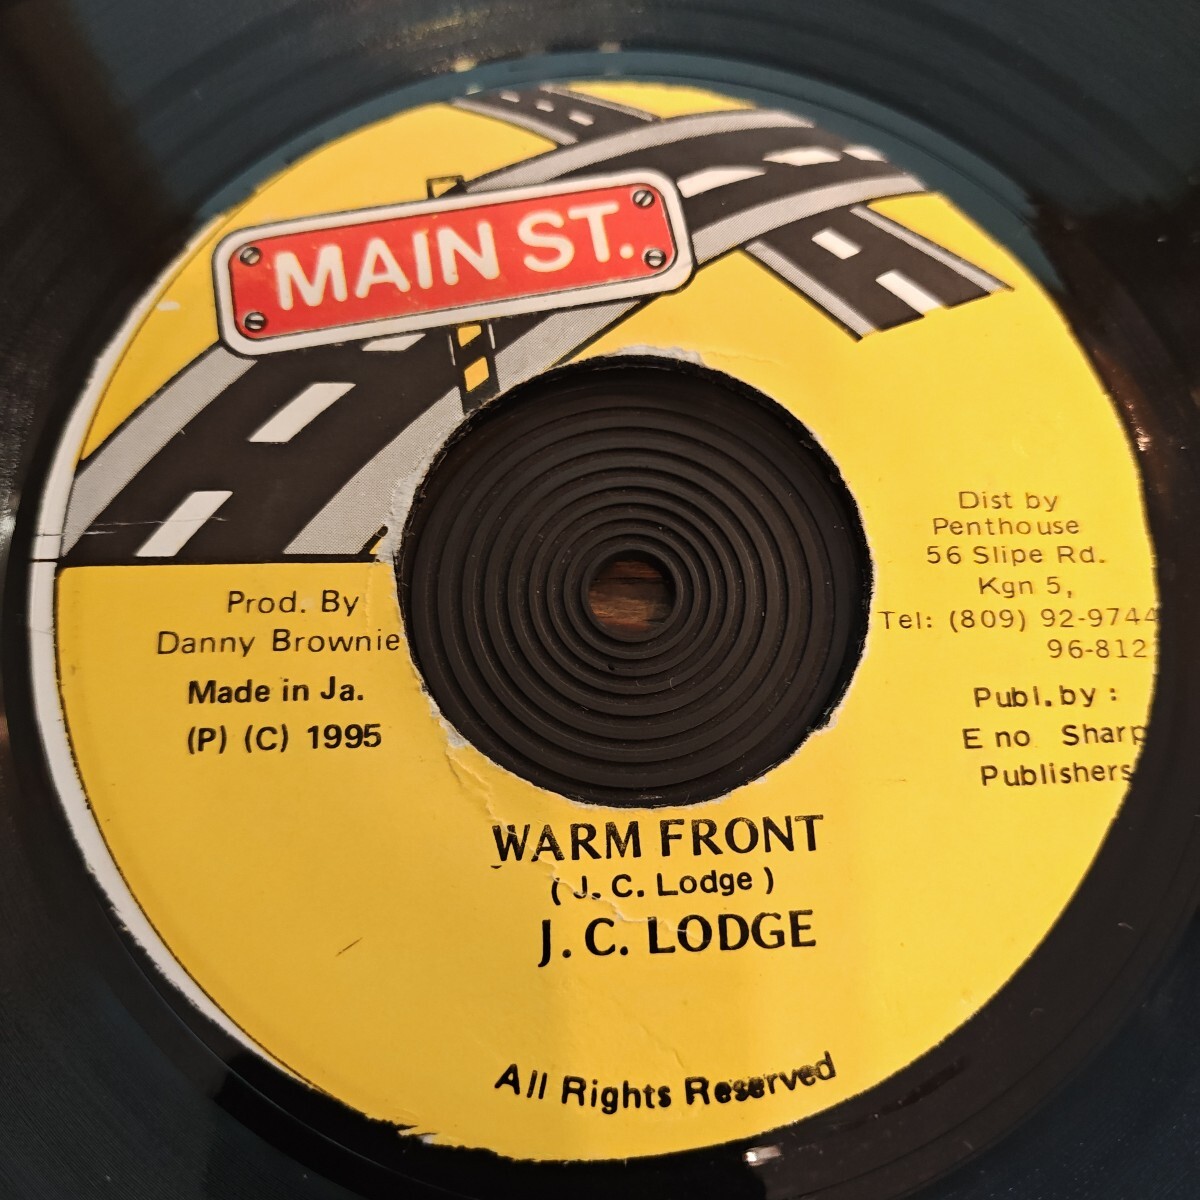 MAIN ST.
Dist by
Penthouse
56 Slipe Rd.
Kgn 5,
Tel: (809) 92-9744
96-812
Publ. by :
Eno Sharp
Publishers
Prod. By
Danny Brownie
Made in Ja.
(P) (C) 1995
WARM FRONT
( J. C. Lodge )
J. C. LODGE
All Rights Reserved